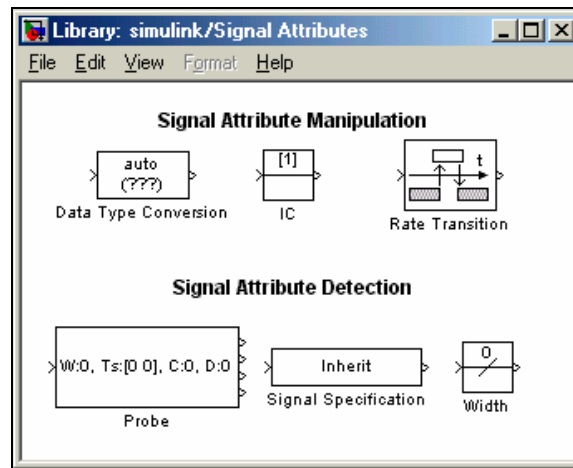 Library: simulink/Signal Attributes
File Edit View Format Help
Signal Attribute Manipulation
auto
(???)
Data Type Conversion
[1]
IC
t
Rate Transition
Signal Attribute Detection
W:0, Ts:[0 0], C:0, D:0
Probe
Inherit
Signal Specification
0
Width